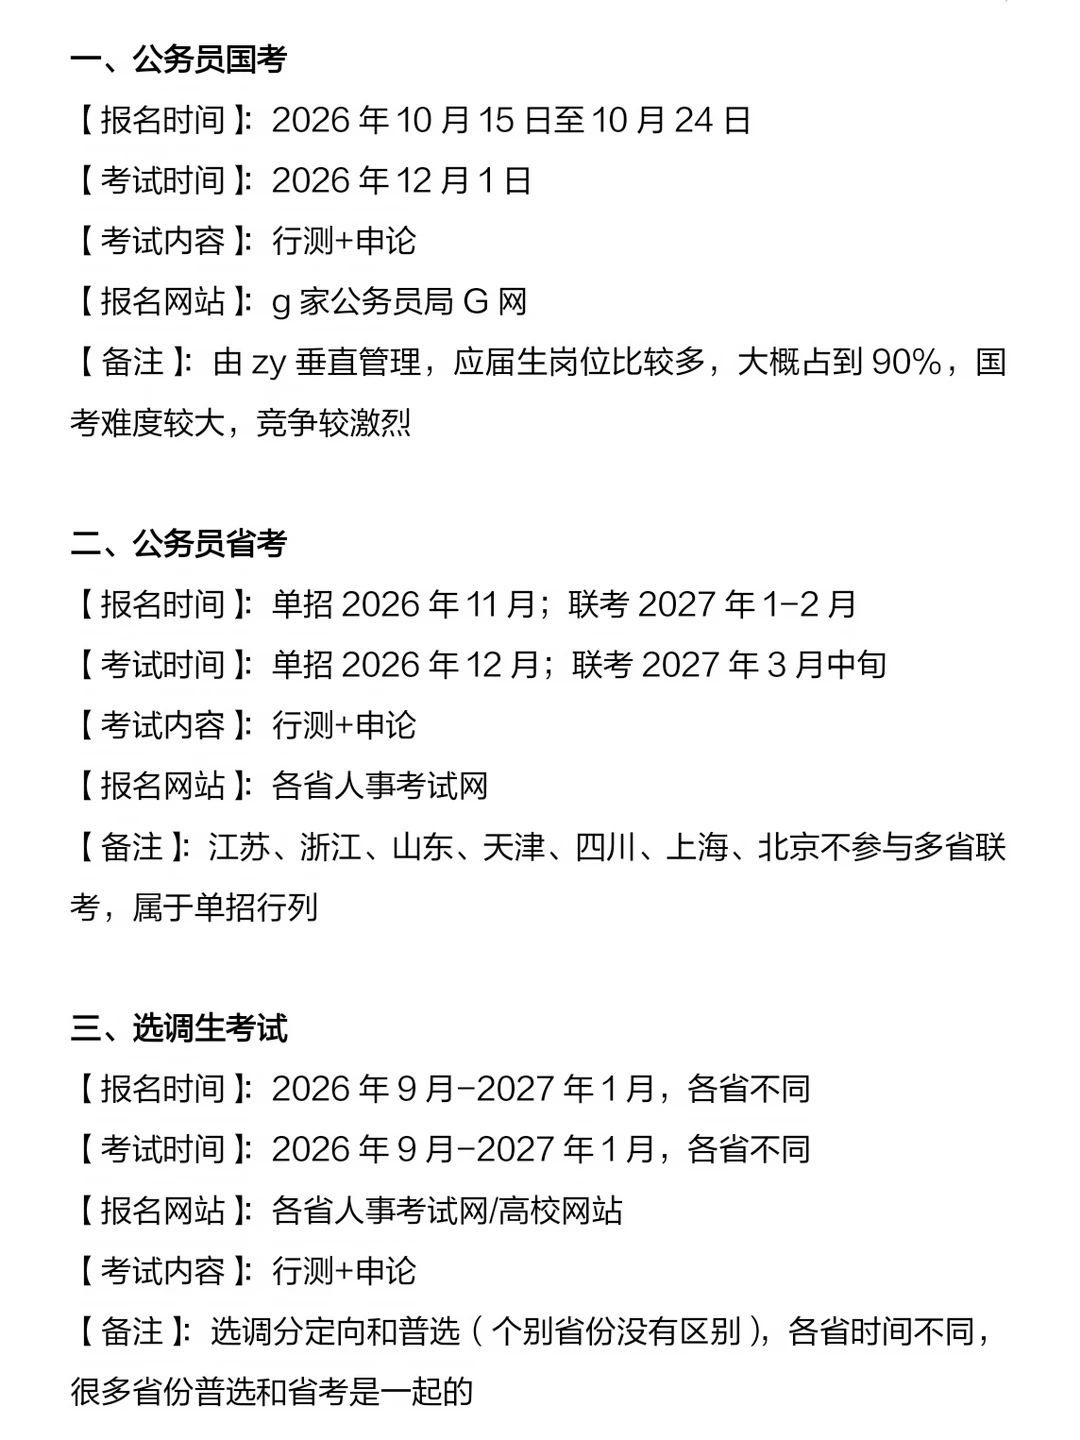 一、公务员国考
【报名时间】：2026 年 10 月 15 日至 10 月 24 日
【考试时间】：2026 年 12 月 1 日
【考试内容】：行测+申论
【报名网站】：g 家公务员局 G 网
【备注】：由 zy 垂直管理，应届生岗位比较多，大概占到 90%，国
考难度较大，竞争较激烈
二、公务员省考
【报名时间】：单招 2026 年 11 月；联考 2027 年 1-2 月
【考试时间】：单招 2026 年 12 月；联考 2027 年 3 月中旬
【考试内容】：行测+申论
【报名网站】：各省人事考试网
【备注】：江苏、浙江、山东、天津、四川、上海、北京不参与多省联
考，属于单招行列
三、选调生考试
【报名时间】：2026 年 9 月-2027 年 1 月，各省不同
【考试时间】：2026 年 9 月-2027 年 1 月，各省不同
【报名网站】：各省人事考试网/高校网站
【考试内容】：行测+申论
【备注】：选调分定向和普选（个别省份没有区别），各省时间不同，
很多省份普选和省考是一起的